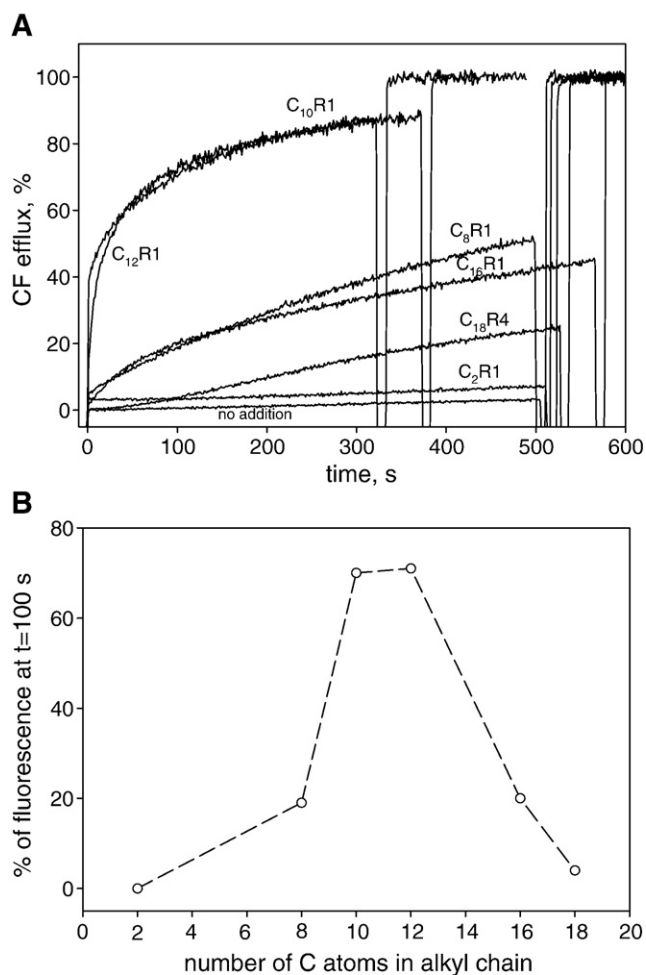 A
CF efflux, %
100
80
60
40
20
0
C₁₀R1
C₁₂R1
C₈R1
C₁₆R1
C₁₈R4
C₂R1
no addition
0 100 200 300 400 500 600
time, s
B
% of fluorescence at t=100 s
80
60
40
20
0
0 2 4 6 8 10 12 14 16 18 20
number of C atoms in alkyl chain